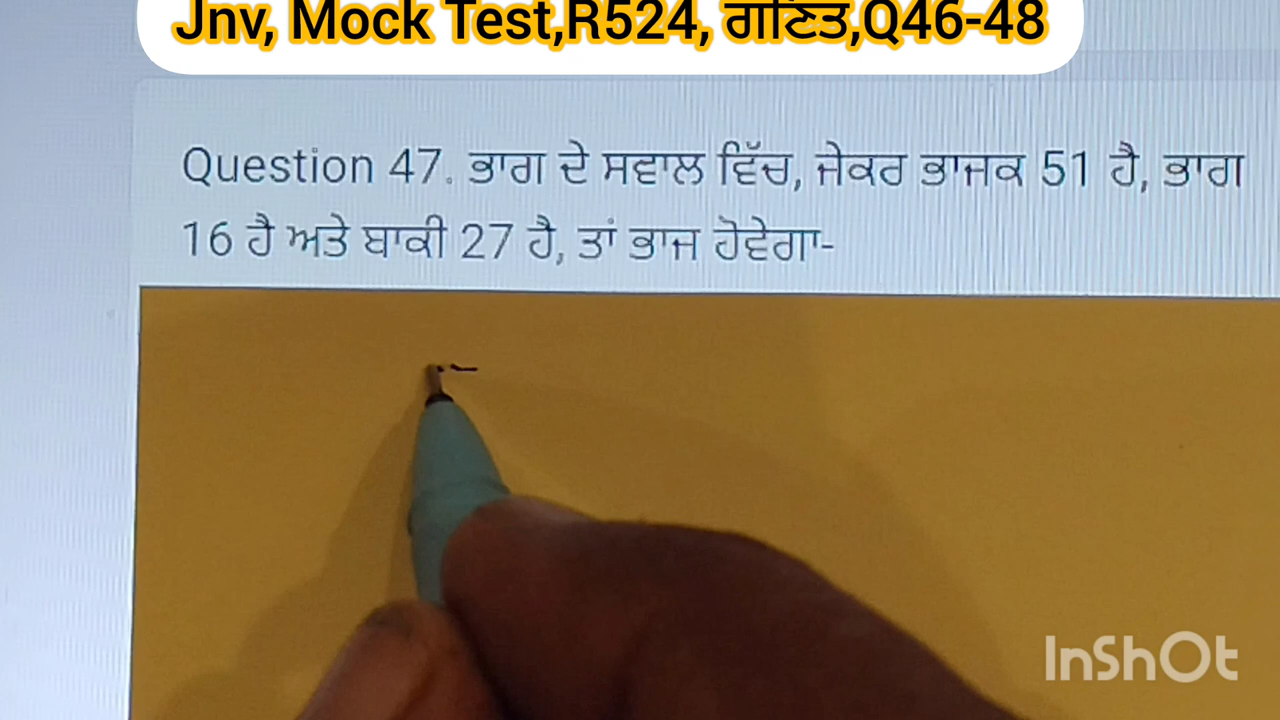 Jnv, Mock Test,R524, ਗਣਿਤ,Q46-48
Question 47. ਭਾਗ ਦੇ ਸਵਾਲ ਵਿੱਚ, ਜੇਕਰ ਭਾਜਕ 51 ਹੈ, ਭਾਗ
16 ਹੈ ਅਤੇ ਬਾਕੀ 27 ਹੈ, ਤਾਂ ਭਾਜ ਹੋਵੇਗਾ-
InShOt